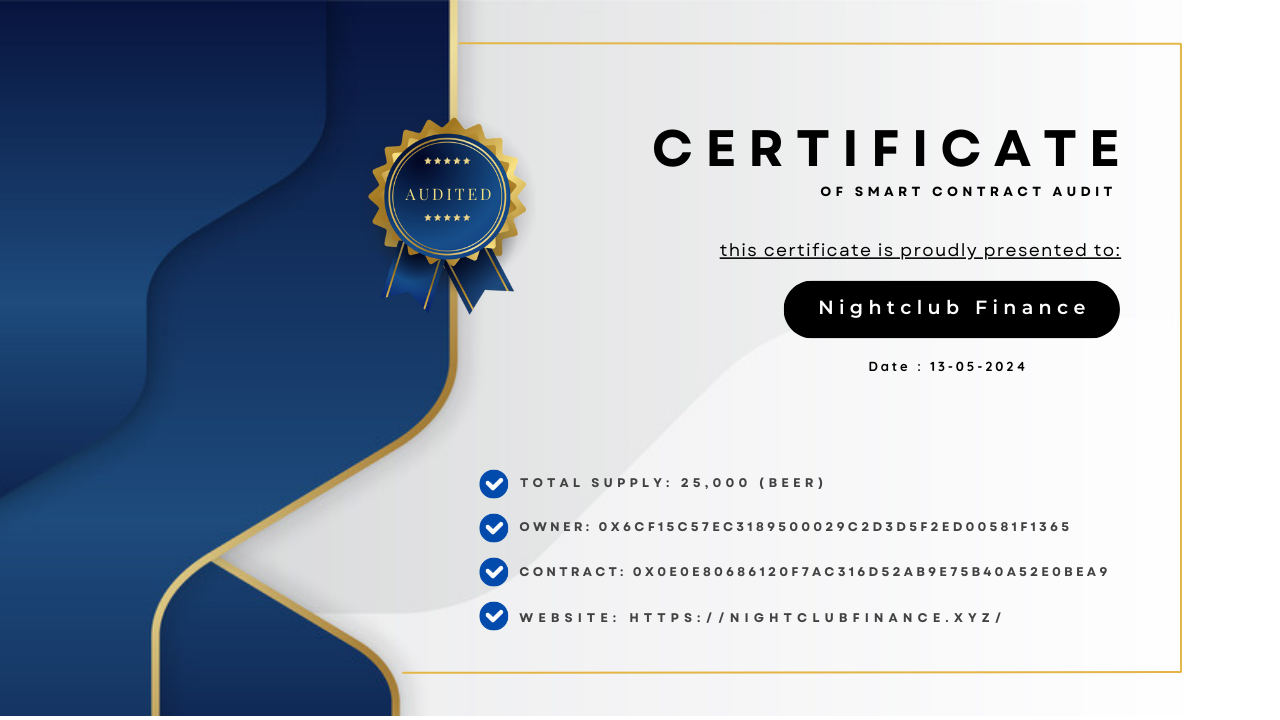 CERTIFICATE
OF SMART CONTRACT AUDIT
AUDITED
this certificate is proudly presented to:
Nightclub Finance
Date : 13-05-2024
TOTAL SUPPLY: 25,000 (BEER)
OWNER: 0X6CF15C57EC3189500029C2D3D5F2ED00581F1365
CONTRACT: 0X0E0E80686120F7AC316D52AB9E75B40A52E0BEA9
WEBSITE: HTTPS://NIGHTCLUBFINANCE.XYZ/